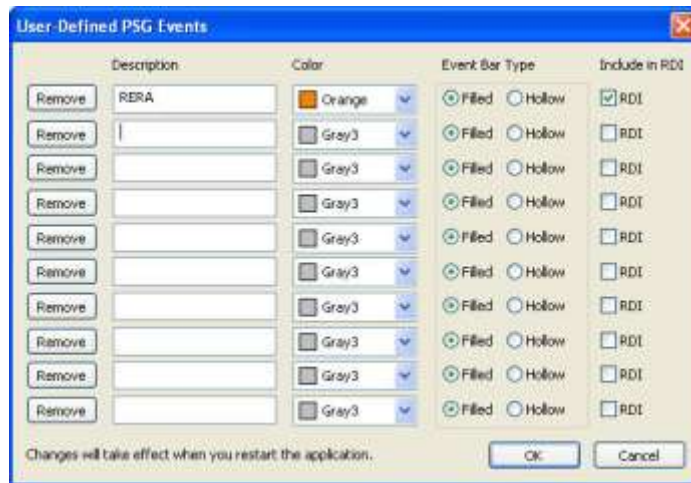 User-Defined PSG Events
Description Color Event Bar Type Include in RDI
Remove RERA Orange Filled Hollow RDI
Remove Gray3 Filled Hollow RDI
Remove Gray3 Filled Hollow RDI
Remove Gray3 Filled Hollow RDI
Remove Gray3 Filled Hollow RDI
Remove Gray3 Filled Hollow RDI
Remove Gray3 Filled Hollow RDI
Remove Gray3 Filled Hollow RDI
Remove Gray3 Filled Hollow RDI
Remove Gray3 Filled Hollow RDI
Changes will take effect when you restart the application. OK Cancel